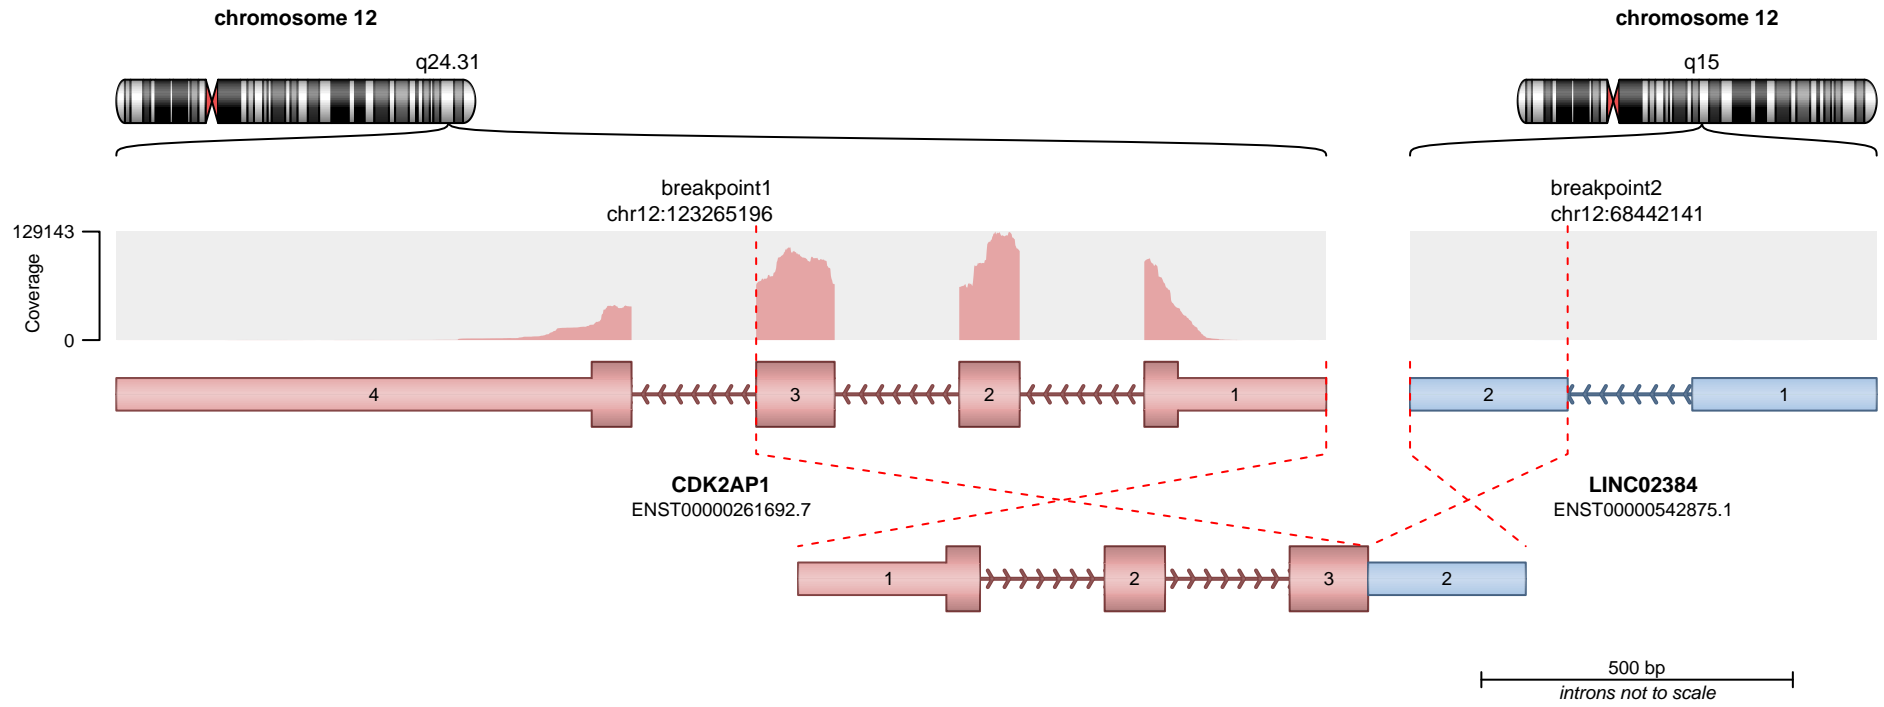 chromosome 12
chromosome 12
q24.31
q15
breakpoint1
chr12:123265196
breakpoint2
chr12:68442141
129143
Coverage
0
4
3
2
1
2
1
CDK2AP1
ENST00000261692.7
LINC02384
ENST00000542875.1
1
2
3
2
500 bp
introns not to scale